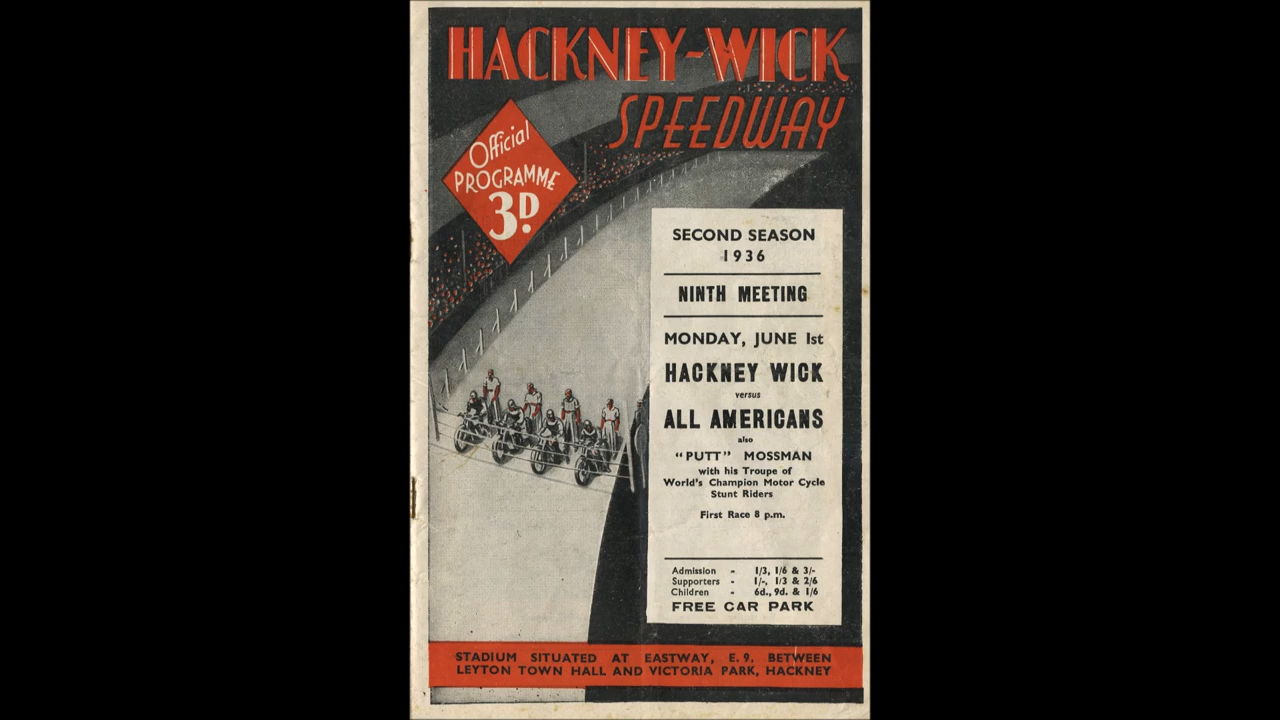 HACKNEY-WICK
SPEEDWAY
Official
PROGRAMME
3D.
SECOND SEASON
1936
NINTH MEETING
MONDAY, JUNE 1st
HACKNEY WICK
versus
ALL AMERICANS
also
"PUTT" MOSSMAN
with his Troupe of
World's Champion Motor Cycle
Stunt Riders
First Race 8 p.m.
Admission - 1/3, 1/6 & 3/-
Supporters - 1/-, 1/3 & 2/6
Children - 6d., 9d. & 1/6
FREE CAR PARK
STADIUM SITUATED AT EASTWAY, E.9, BETWEEN
LEYTON TOWN HALL AND VICTORIA PARK, HACKNEY